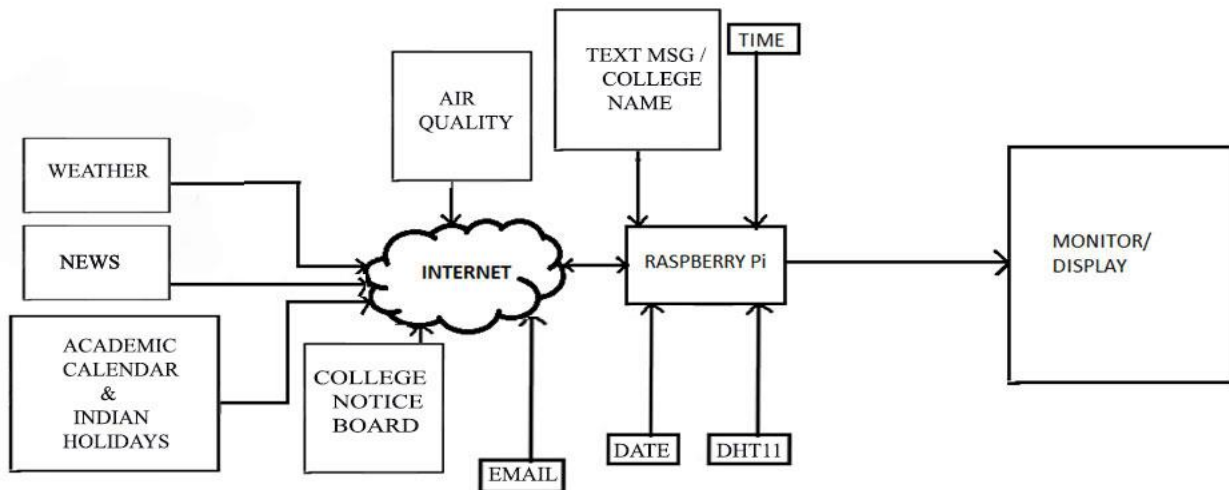 TIME
TEXT MSG /
COLLEGE
NAME
AIR
QUALITY
WEATHER
NEWS
INTERNET
RASPBERRY Pi
MONITOR/
DISPLAY
ACADEMIC
CALENDAR
&
INDIAN
HOLIDAYS
COLLEGE
NOTICE
BOARD
EMAIL
DATE
DHT11